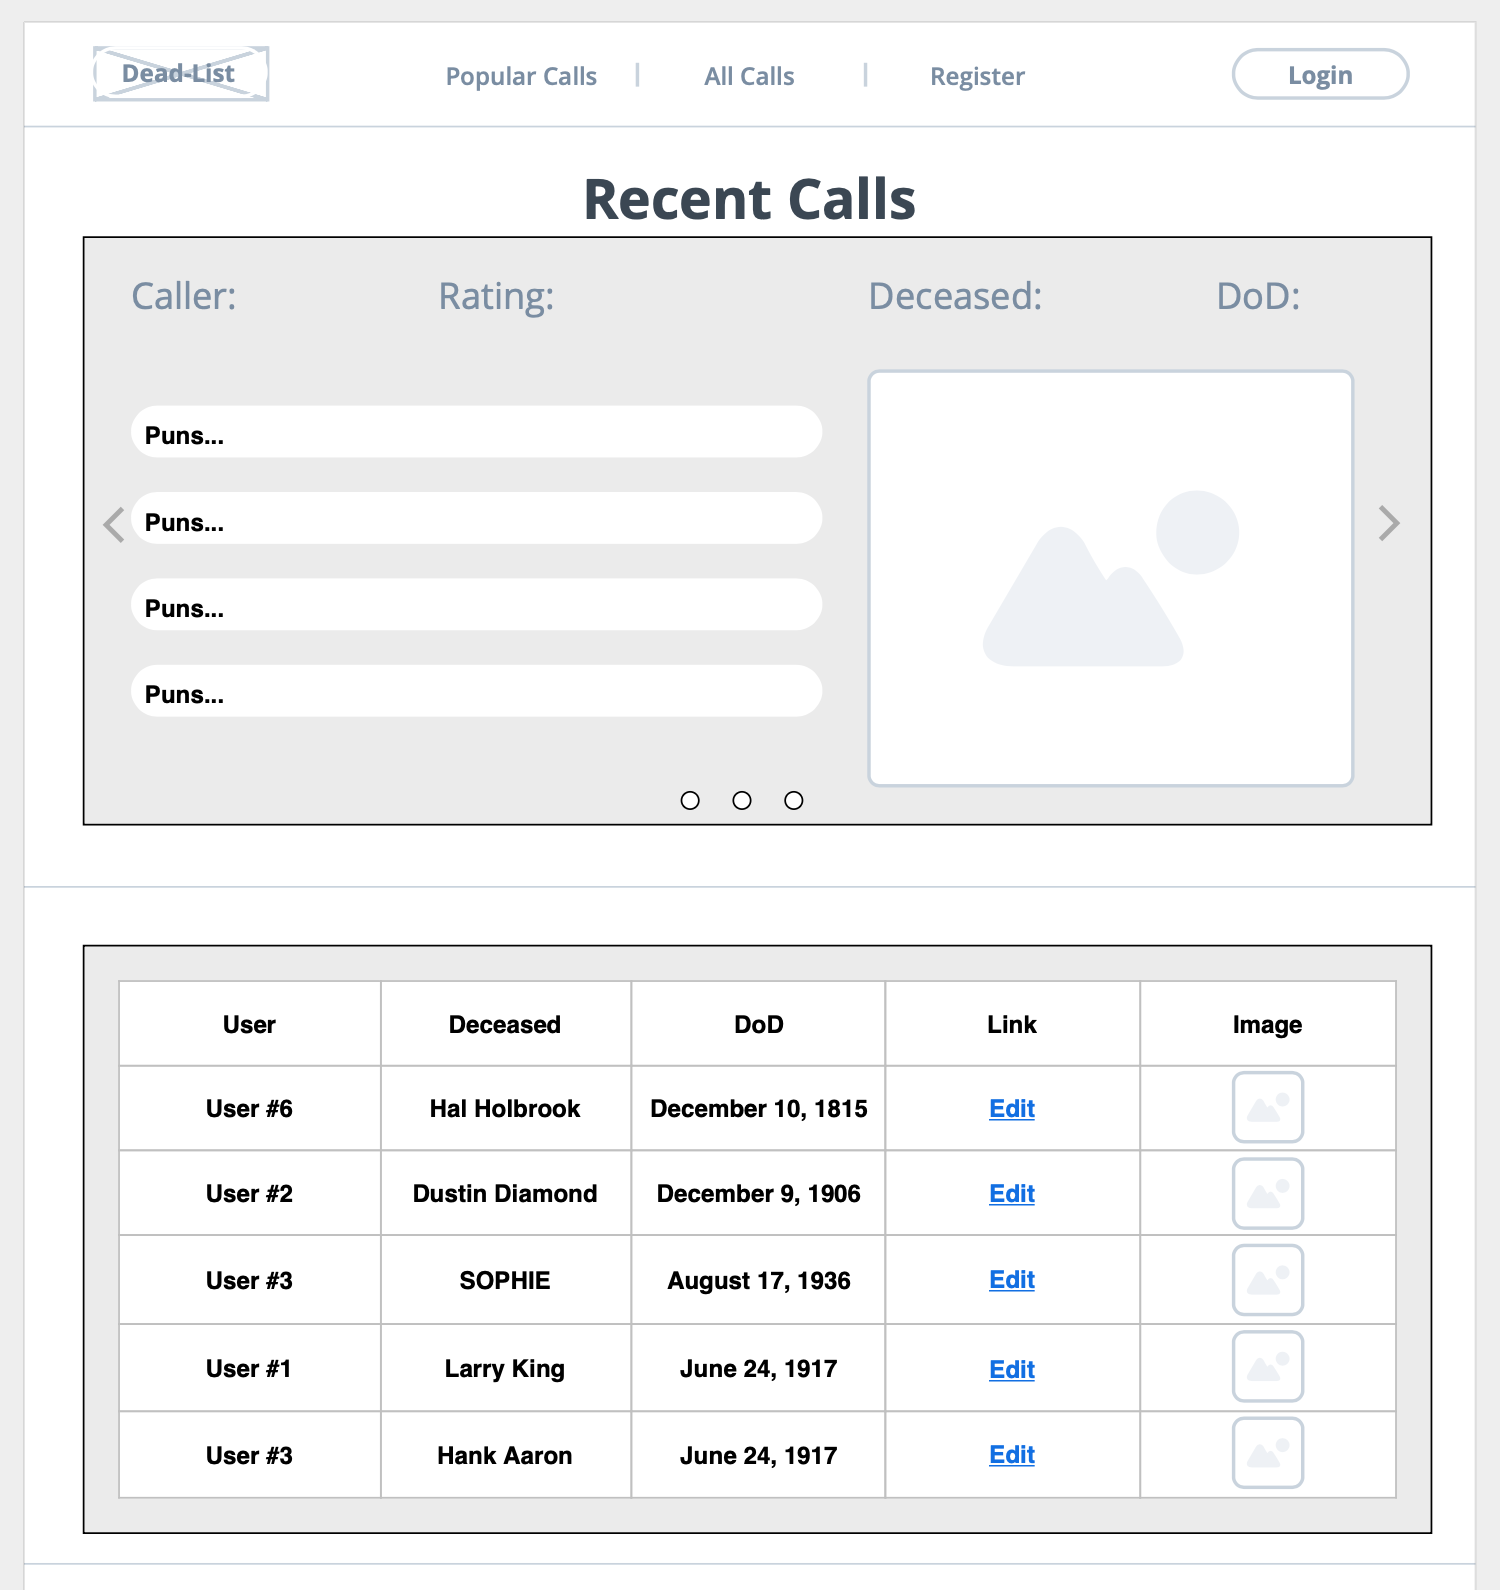 Dead-List
Popular Calls | All Calls | Register
Login
Recent Calls
Caller: Rating: Deceased: DoD:
Puns...
Puns...
Puns...
Puns...
User Deceased DoD Link Image
User #6 Hal Holbrook December 10, 1815 Edit
User #2 Dustin Diamond December 9, 1906 Edit
User #3 SOPHIE August 17, 1936 Edit
User #1 Larry King June 24, 1917 Edit
User #3 Hank Aaron June 24, 1917 Edit